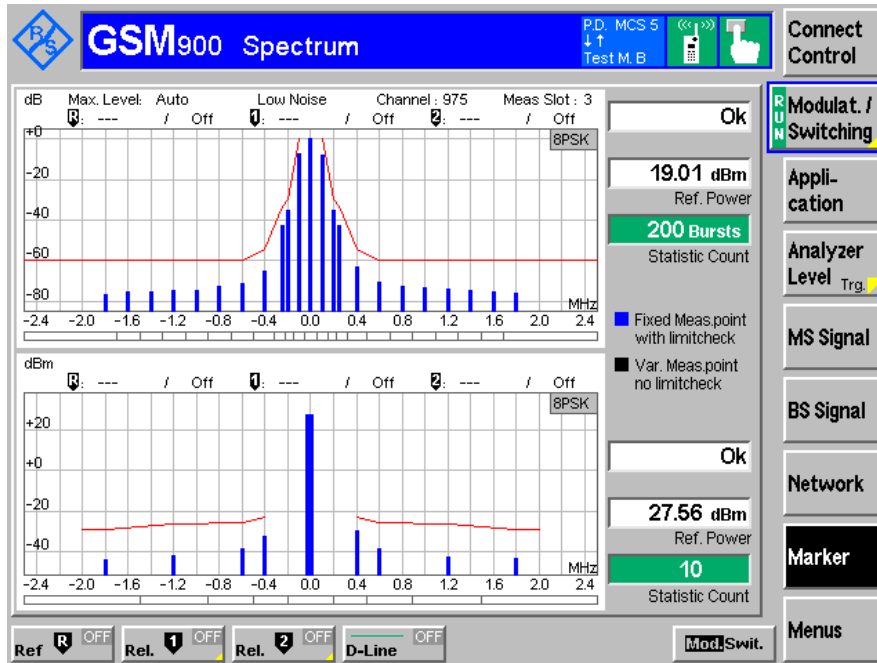 R&S GSM900 Spectrum
P.D. MCS 5
↓↑
Test M. B
Connect Control
dB Max. Level: Auto Low Noise Channel : 975 Meas Slot : 3
R: --- / Off 1: --- / Off 2: --- / Off
8PSK
+0
-20
-40
-60
-80
MHz
-2.4 -2.0 -1.6 -1.2 -0.8 -0.4 0.0 0.4 0.8 1.2 1.6 2.0 2.4
Ok
19.01 dBm
Ref. Power
200 Bursts
Statistic Count
Fixed Meas.point
with limitcheck
Var. Meas.point
no limitcheck
dBm
R: --- / Off 1: --- / Off 2: --- / Off
8PSK
+20
+0
-20
-40
MHz
-2.4 -2.0 -1.6 -1.2 -0.8 -0.4 0.0 0.4 0.8 1.2 1.6 2.0 2.4
Ok
27.56 dBm
Ref. Power
10
Statistic Count
RUN
Modulat. /
Switching
Appli-
cation
Analyzer
Level Trg.
MS Signal
BS Signal
Network
Marker
Menus
Ref R OFF
Rel. 1 OFF
Rel. 2 OFF
D-Line OFF
Mod.Swit.